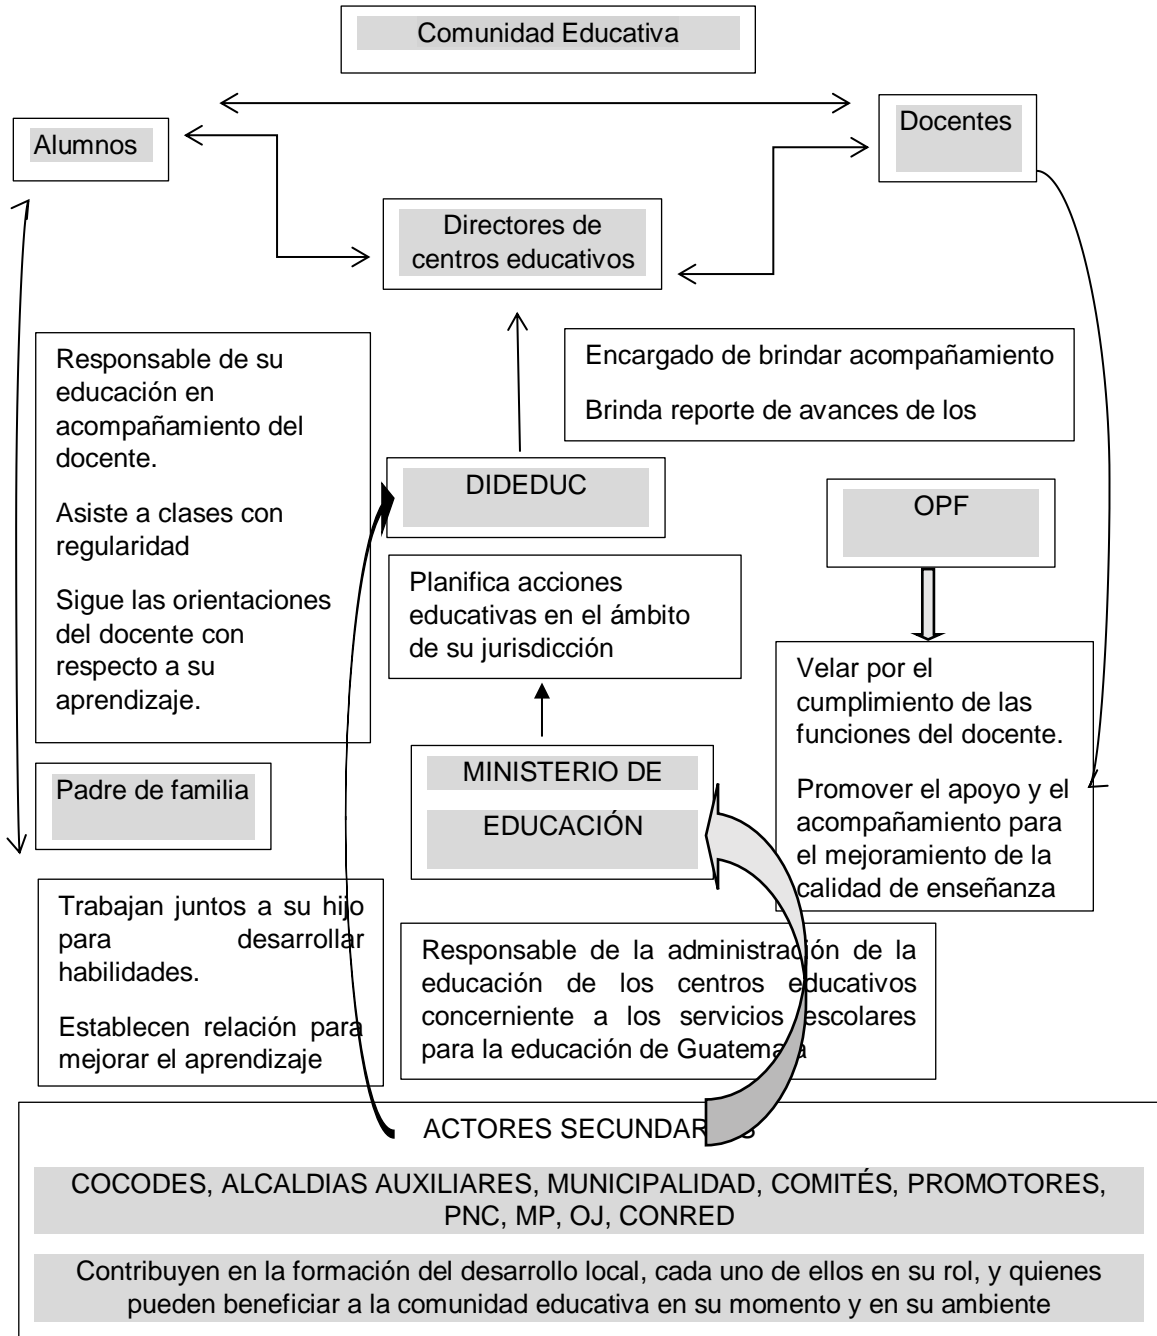 Comunidad Educativa
Alumnos
Docentes
Directores de
centros educativos
Responsable de su
educación en
acompañamiento del
docente.
Asiste a clases con
regularidad
Sigue las orientaciones
del docente con
respecto a su
aprendizaje.
Encargado de brindar acompañamiento
Brinda reporte de avances de los
DIDEDUC
OPF
Planifica acciones
educativas en el ámbito
de su jurisdicción
Velar por el
cumplimiento de las
funciones del docente.
Promover el apoyo y el
acompañamiento para
el mejoramiento de la
calidad de enseñanza
MINISTERIO DE
EDUCACIÓN
Padre de familia
Trabajan juntos a su hijo
para desarrollar
habilidades.
Establecen relación para
mejorar el aprendizaje
Responsable de la administración de la
educación de los centros educativos
concerniente a los servicios escolares
para la educación de Guatemala
ACTORES SECUNDARIOS
COCODES, ALCALDIAS AUXILIARES, MUNICIPALIDAD, COMITÉS, PROMOTORES,
PNC, MP, OJ, CONRED
Contribuyen en la formación del desarrollo local, cada uno de ellos en su rol, y quienes
pueden beneficiar a la comunidad educativa en su momento y en su ambiente